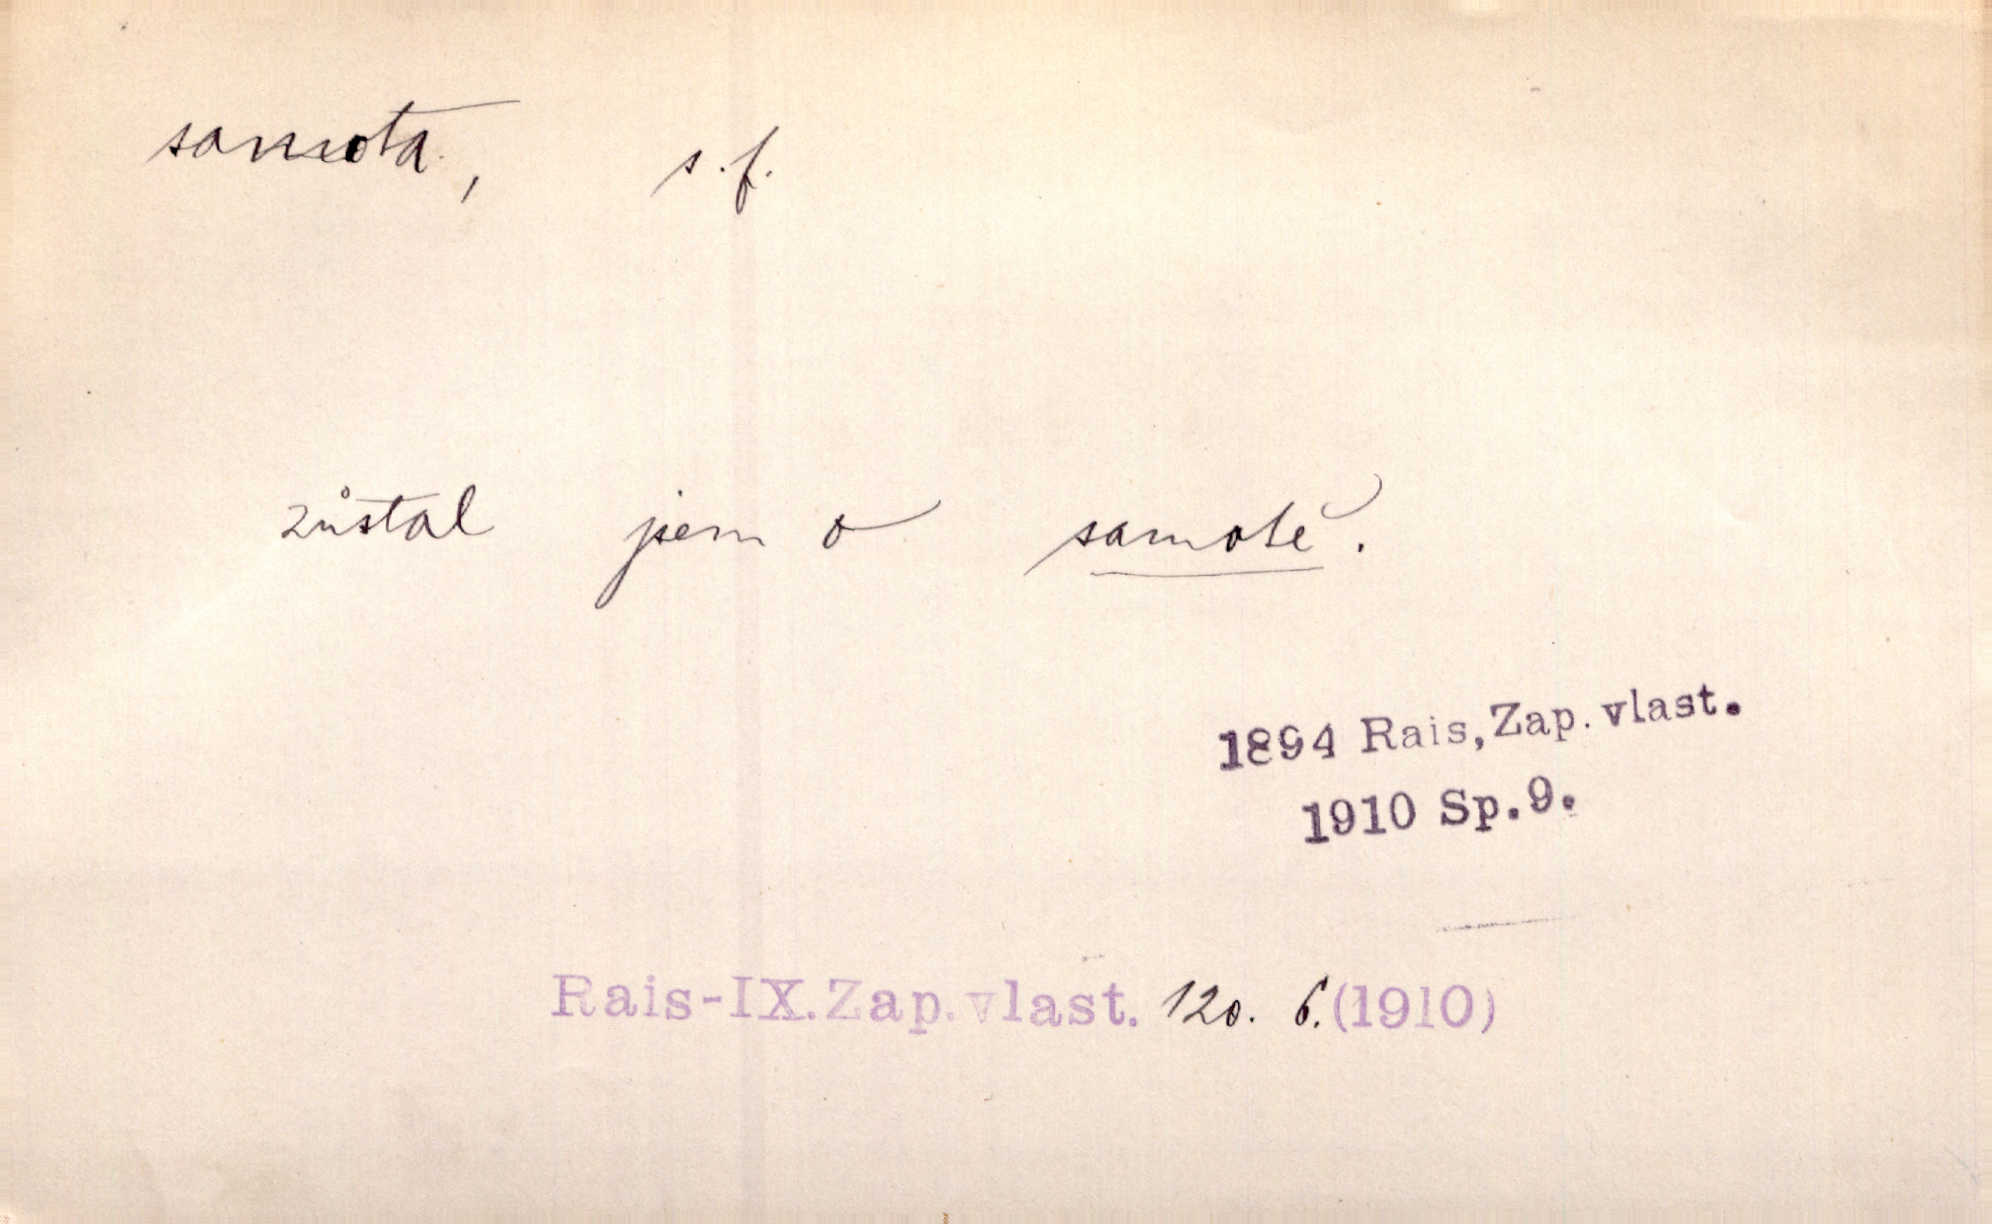 samota, s.f.
zůstal jsem o samotě.
1894 Rais, Zap. vlast.
1910 Sp. 9.
Rais-IX. Zap. vlast. 120. 6. (1910)